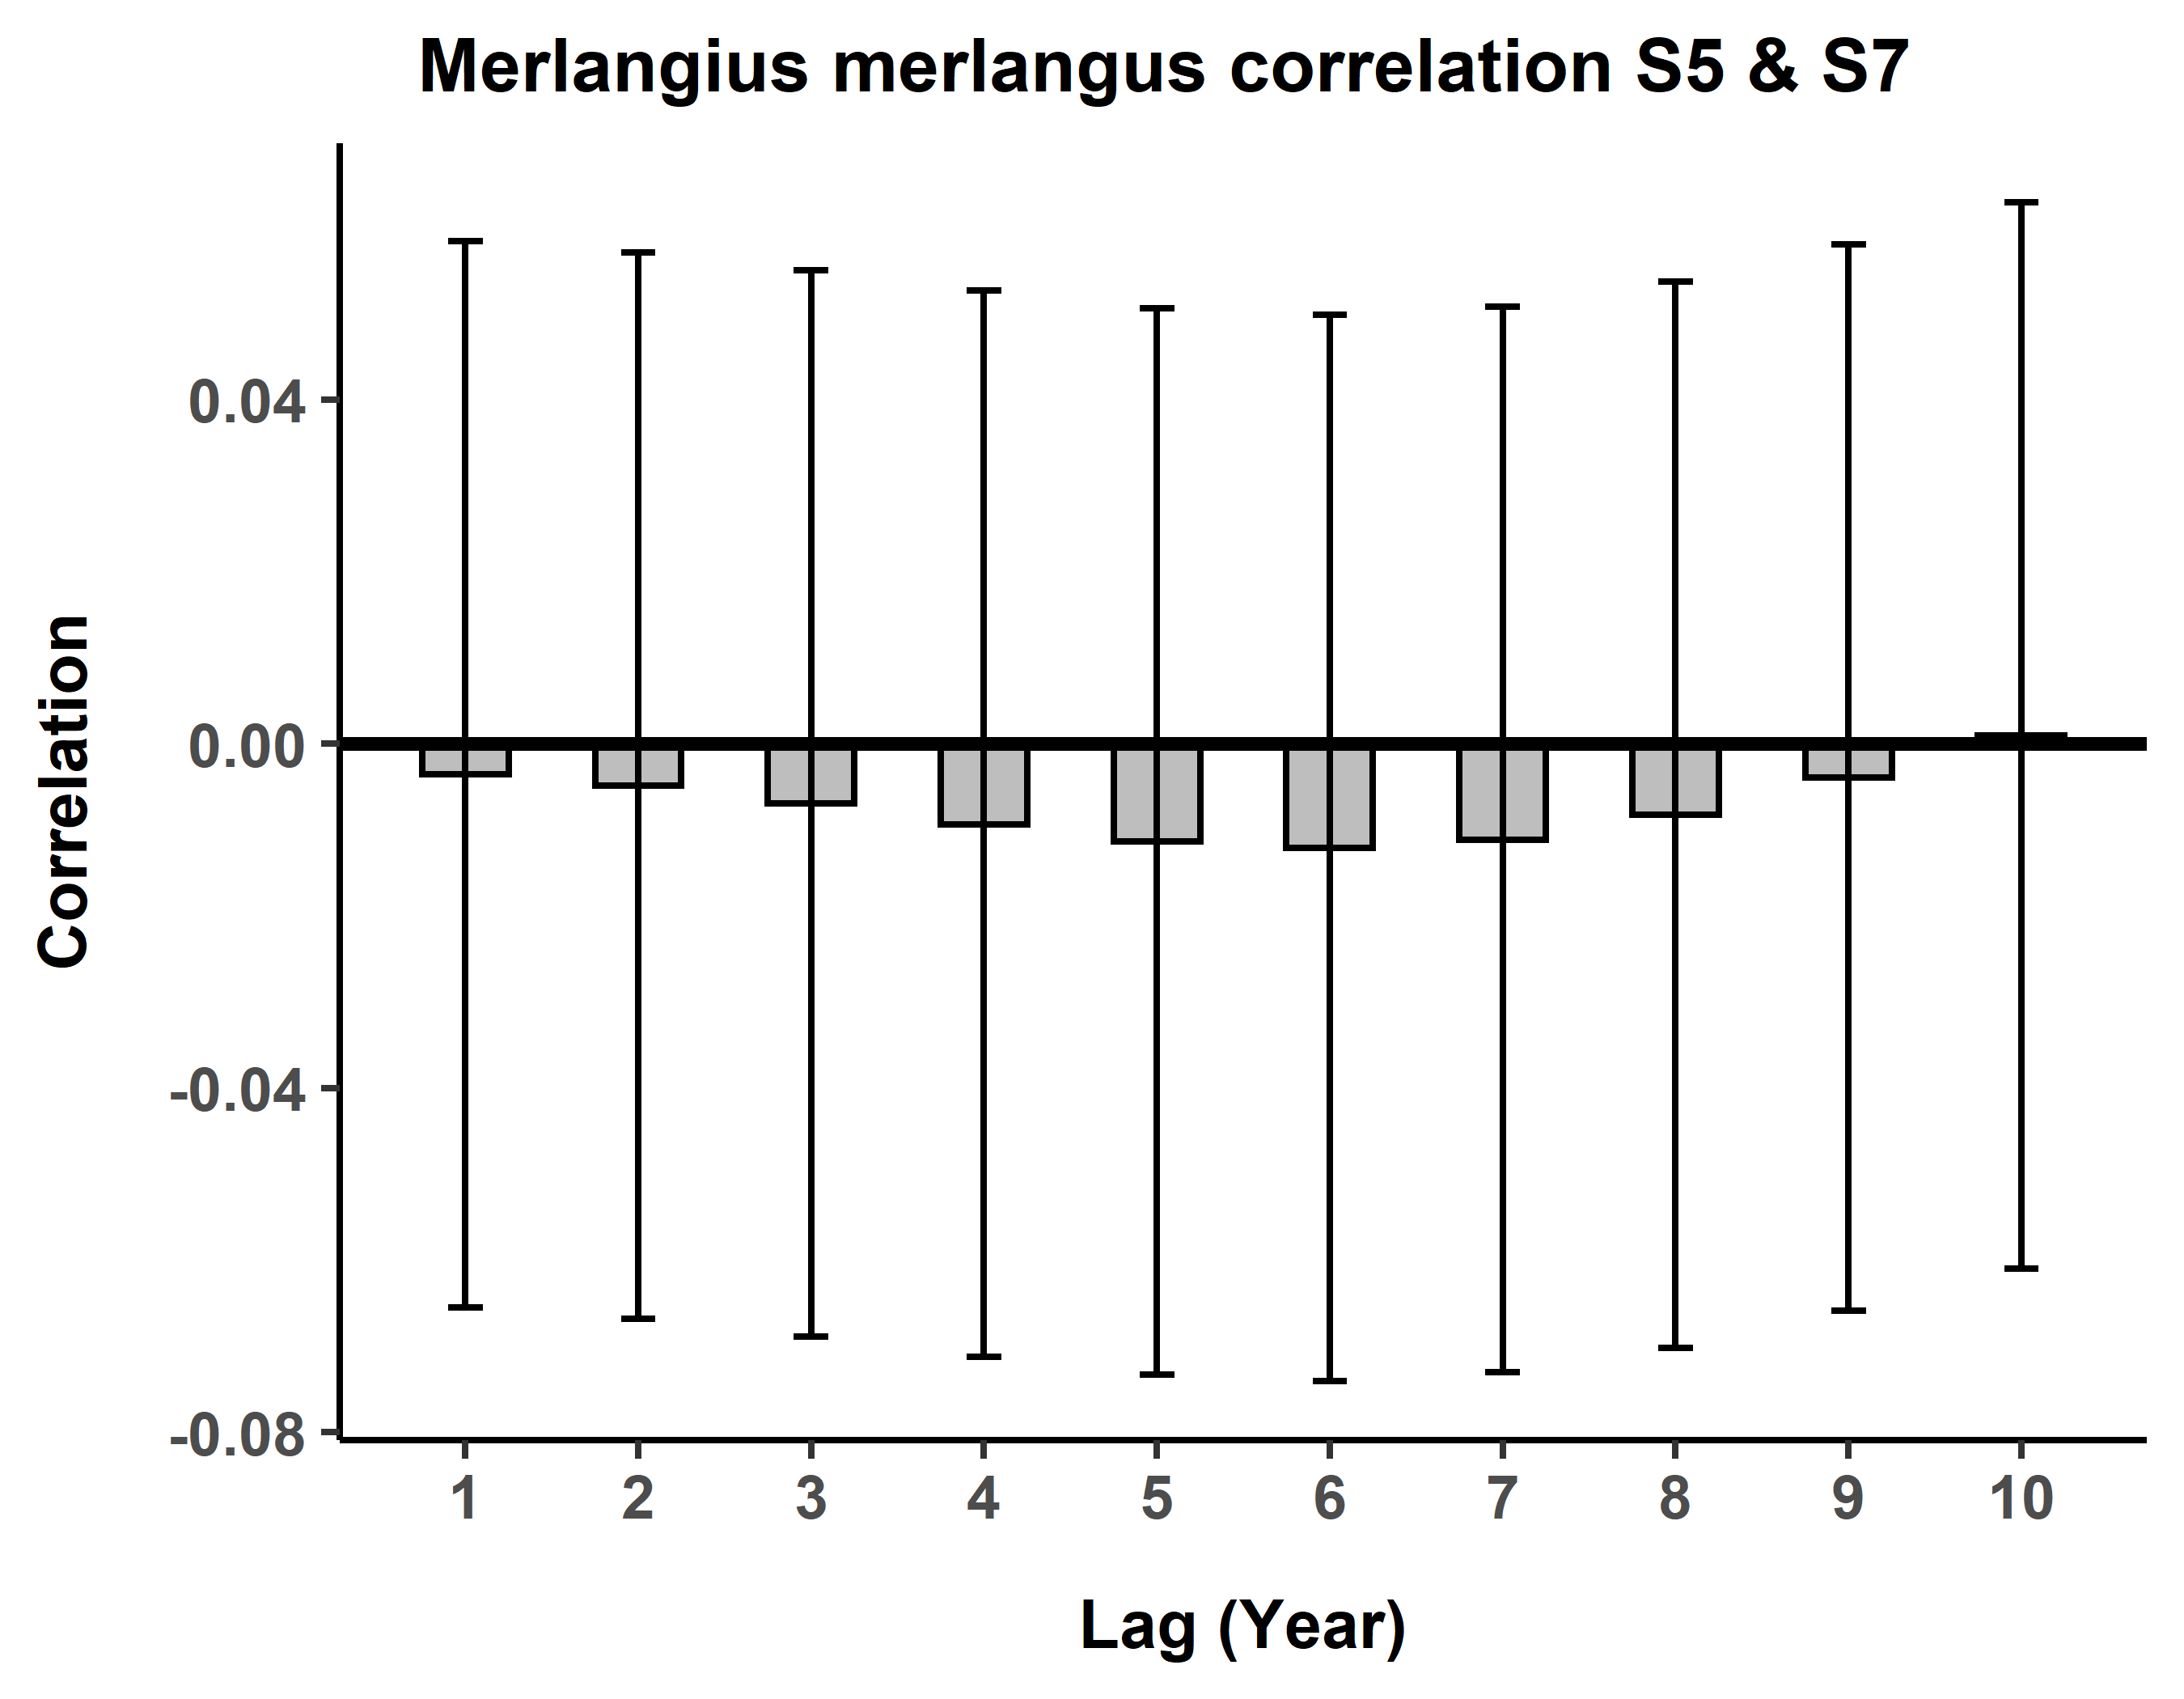 Merlangius merlangus correlation S5 & S7
Correlation
0.04
0.00
-0.04
-0.08
1 2 3 4 5 6 7 8 9 10
Lag (Year)